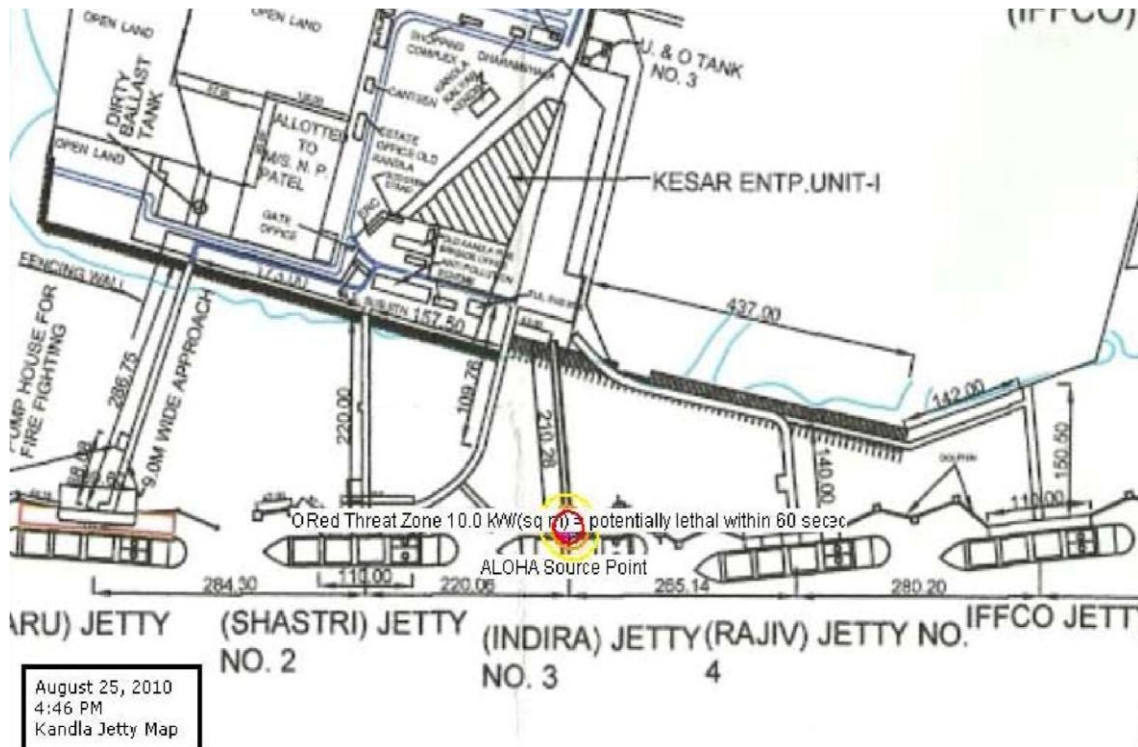 OPEN LAND
OPEN LAND
(IFFCO)
SHOPPING
COMPLEX
DHARAMSHALA
U. & O TANK
NO. 3
KANDLA
DIRTY
BALLAST
TANK
CANTEEN
ALLOTTED
TO
M/S. N. P.
PATEL
OPEN LAND
ESTATE
OFFICE OLD
KANDLA
KESAR ENTP.UNIT-I
GATE
OFFICE
FENCING WALL
157.50
437.00
PUMP HOUSE FOR
FIRE FIGHTING
286.75
9.0M WIDE APPROACH
220.00
109.76
210.28
142.00
140.00
DOLPHIN
150.50
110.00
Red Threat Zone 10.0 kW/(sq m) = potentially lethal within 60 sec
ALOHA Source Point
284.30
110.00
220.06
265.14
280.20
ARU) JETTY
(SHASTRI) JETTY
NO. 2
(INDIRA) JETTY
NO. 3
(RAJIV) JETTY NO.
4
IFFCO JETT
August 25, 2010
4:46 PM
Kandla Jetty Map